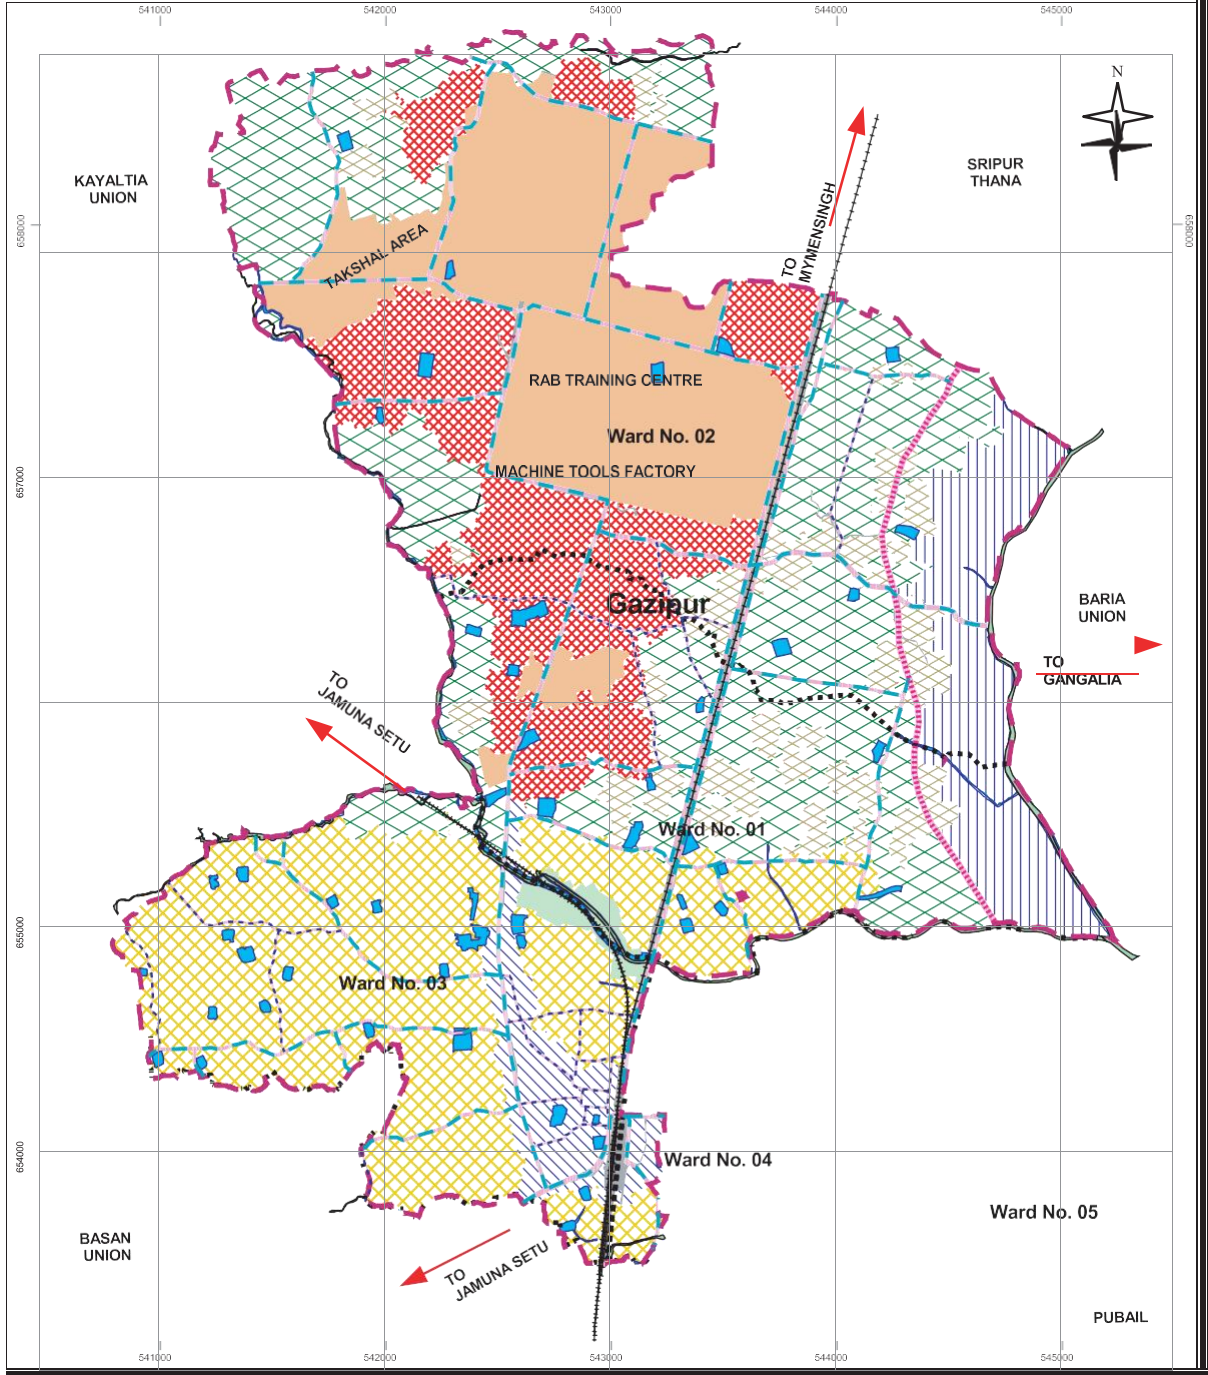 541000
542000
543000
544000
545000
N
KAYALTIA
UNION
SRIPUR
THANA
658000
658000
TO
MYMENSINGH
TAKSHAL AREA
RAB TRAINING CENTRE
Ward No. 02
MACHINE TOOLS FACTORY
657000
Gazipur
BARIA
UNION
TO
GANGALIA
TO
JAMUNA SETU
Ward No. 01
655000
Ward No. 03
654000
Ward No. 04
Ward No. 05
BASAN
UNION
TO
JAMUNA SETU
PUBAIL
541000
542000
543000
544000
545000